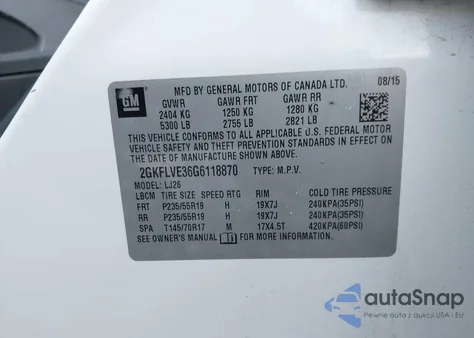 GM
MFD BY GENERAL MOTORS OF CANADA LTD. 08/15
GVWR GAWR FRT GAWR RR
2404 KG 1250 KG 1280 KG
5300 LB 2755 LB 2821 LB
THIS VEHICLE CONFORMS TO ALL APPLICABLE U.S. FEDERAL MOTOR
VEHICLE SAFETY AND THEFT PREVENTION STANDARDS IN EFFECT ON
THE DATE OF MANUFACTURE SHOWN ABOVE.
2GKFLVE36G6118870 TYPE: M.P.V.
MODEL: LJ26
LBCM TIRE SIZE SPEED RTG RIM COLD TIRE PRESSURE
FRT P235/55R19 H 19X7J 240KPA(35PSI)
RR P235/55R19 H 19X7J 240KPA(35PSI)
SPA T145/70R17 M 17X4.5T 420KPA(60PSI)
SEE OWNER'S MANUAL FOR MORE INFORMATION.
autoSnap
Pewne auta z aukcji USA i EU